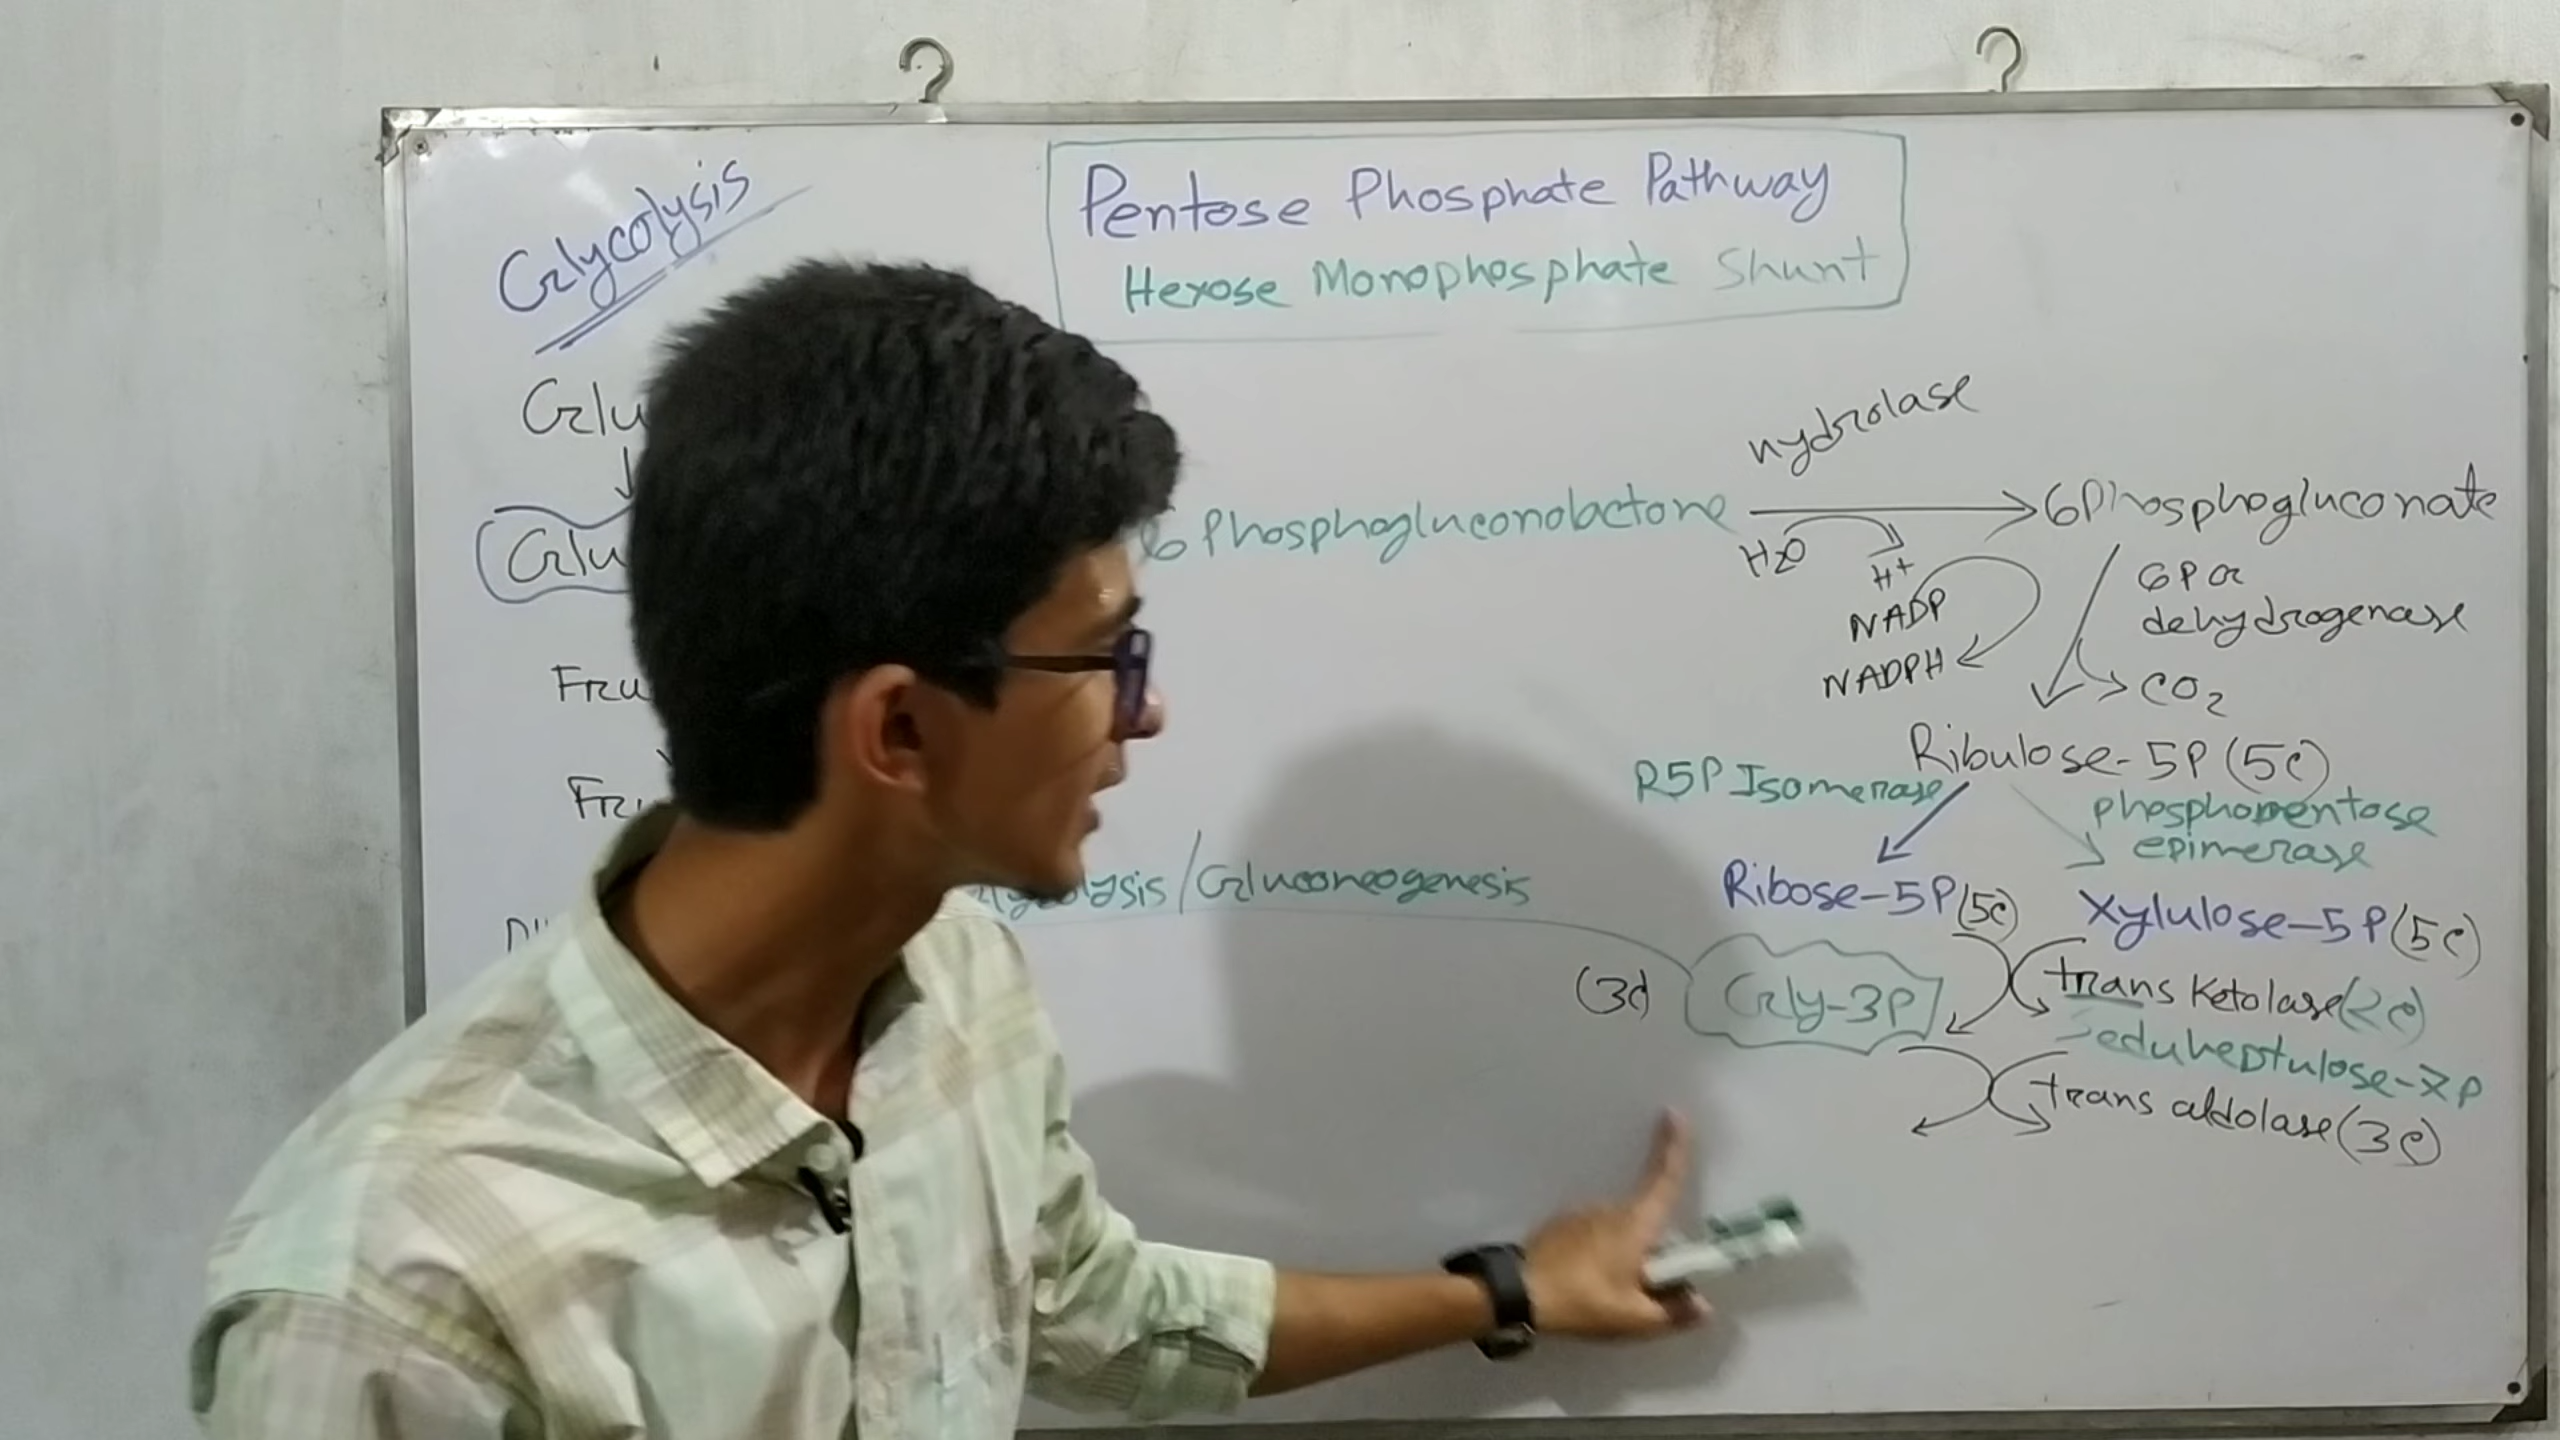 Glycolysis
Pentose Phosphate Pathway
Hexose Monophosphate Shunt
Glu
Glu
Fru
Fru
6 Phosphogluconolactone
hydrolase
H2O
H+
6Phosphogluconate
NADP
NADPH
6PG
dehydrogenase
CO2
Ribulose-5P (5C)
R5P Isomerase
phosphopentose
epimerase
Ribose-5P (5C)
Xylulose-5P (5C)
/Gluconeogenesis
(3C)
Gly-3P
trans ketolase (2C)
Seduheptulose-7P
trans aldolase (3C)